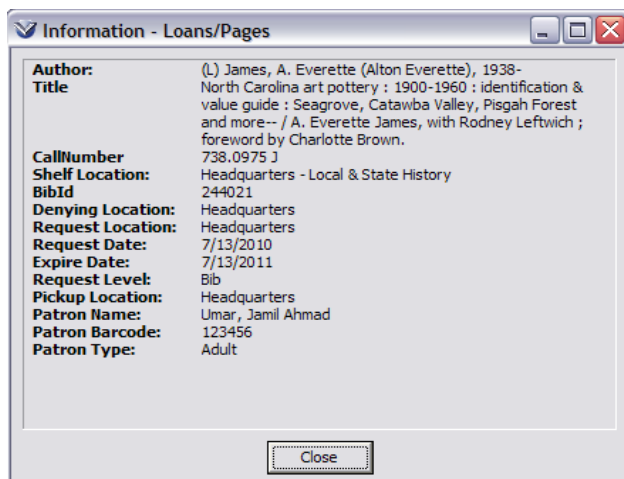 Information - Loans/Pages
Author: (L) James, A. Everette (Alton Everette), 1938-
Title North Carolina art pottery : 1900-1960 : identification &
value guide : Seagrove, Catawba Valley, Pisgah Forest
and more-- / A. Everette James, with Rodney Leftwich ;
foreword by Charlotte Brown.
CallNumber 738.0975 J
Shelf Location: Headquarters - Local & State History
BibId 244021
Denying Location: Headquarters
Request Location: Headquarters
Request Date: 7/13/2010
Expire Date: 7/13/2011
Request Level: Bib
Pickup Location: Headquarters
Patron Name: Umar, Jamil Ahmad
Patron Barcode: 123456
Patron Type: Adult
Close